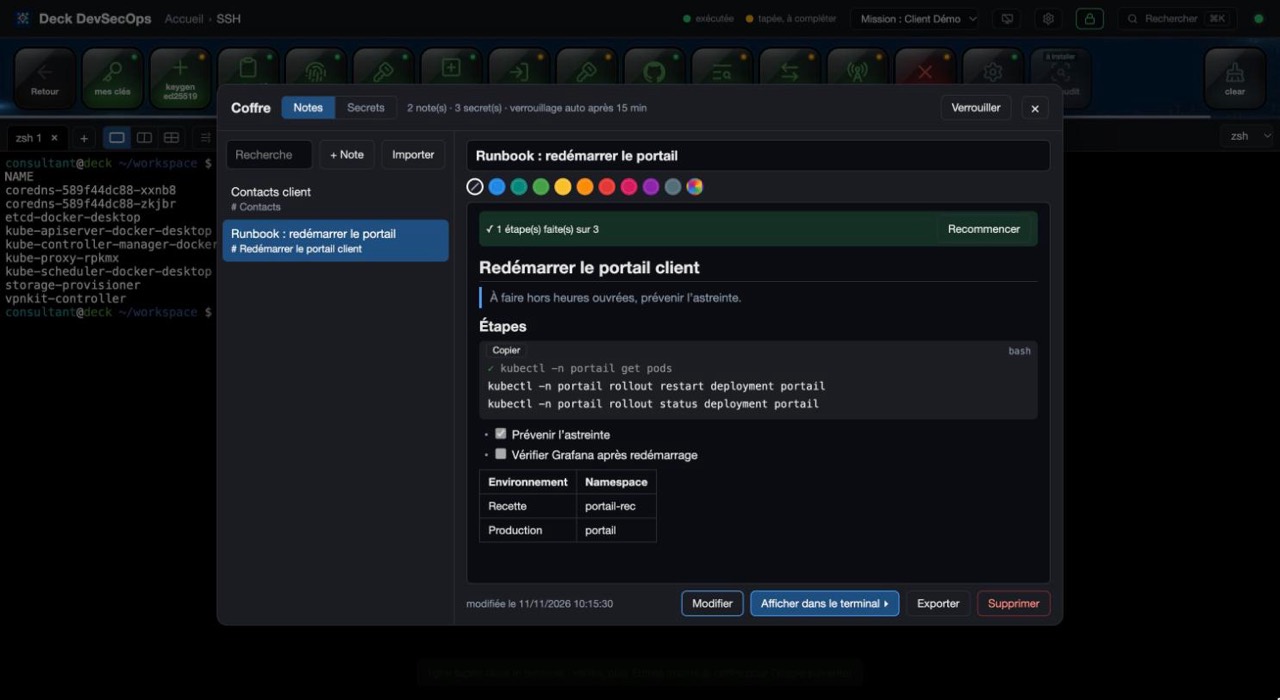 Deck DevSecOps Accueil › SSH
exécutée tapée, à compléter Mission : Client Démo Rechercher ⌘K
Retour
mes clés
keygen
ed25519
à installer
clear
zsh 1 × +
zsh
consultant@deck ~/workspace $
NAME
coredns-589f44dc88-xxnb8
coredns-589f44dc88-zkjbr
etcd-docker-desktop
kube-apiserver-docker-desktop
kube-controller-manager-docker
kube-proxy-rpkmx
kube-scheduler-docker-desktop
storage-provisioner
vpnkit-controller
consultant@deck ~/workspace $
Coffre Notes Secrets 2 note(s) · 3 secret(s) · verrouillage auto après 15 min Verrouiller ×
Recherche + Note Importer
Contacts client
# Contacts
Runbook : redémarrer le portail
# Redémarrer le portail client
Runbook : redémarrer le portail
✓ 1 étape(s) faite(s) sur 3 Recommencer
Redémarrer le portail client
À faire hors heures ouvrées, prévenir l'astreinte.
Étapes
Copier bash
✓ kubectl -n portail get pods
kubectl -n portail rollout restart deployment portail
kubectl -n portail rollout status deployment portail
Prévenir l'astreinte
Vérifier Grafana après redémarrage
Environnement Namespace
Recette portail-rec
Production portail
modifiée le 11/11/2026 10:15:30 Modifier Afficher dans le terminal Exporter Supprimer